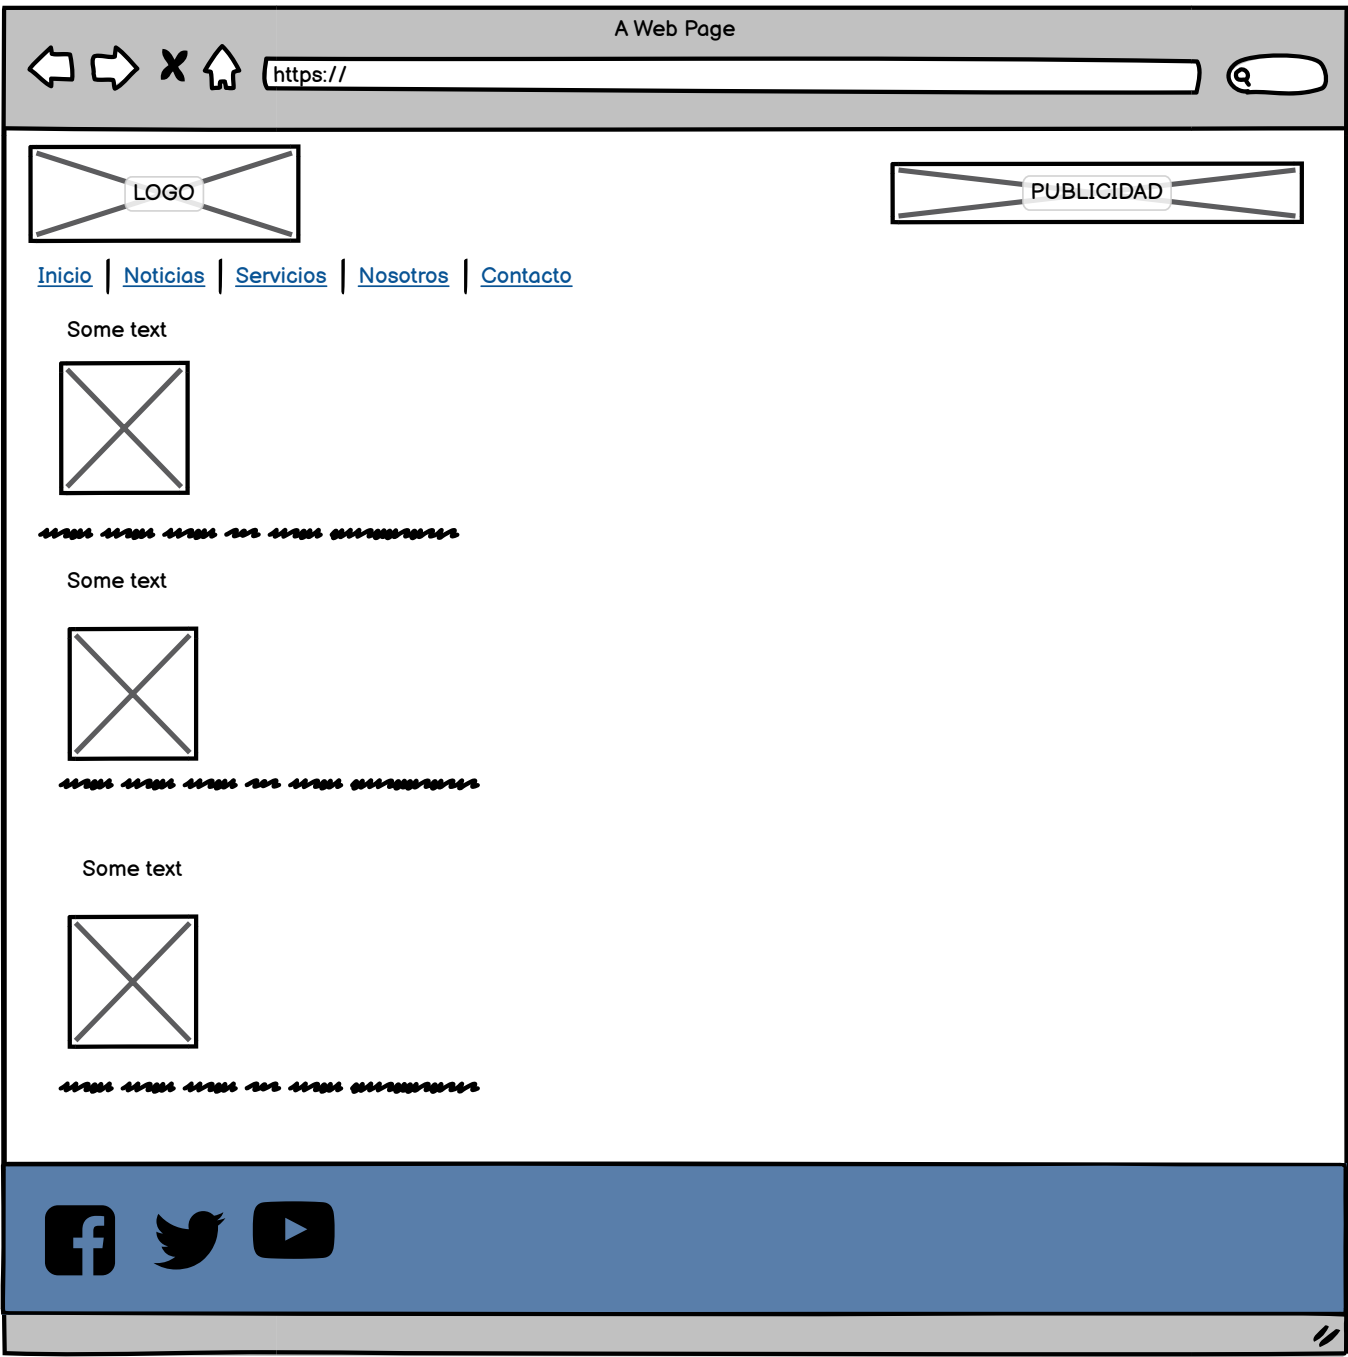 A Web Page
https://
LOGO
PUBLICIDAD
Inicio Noticias Servicios Nosotros Contacto
Some text
Some text
Some text